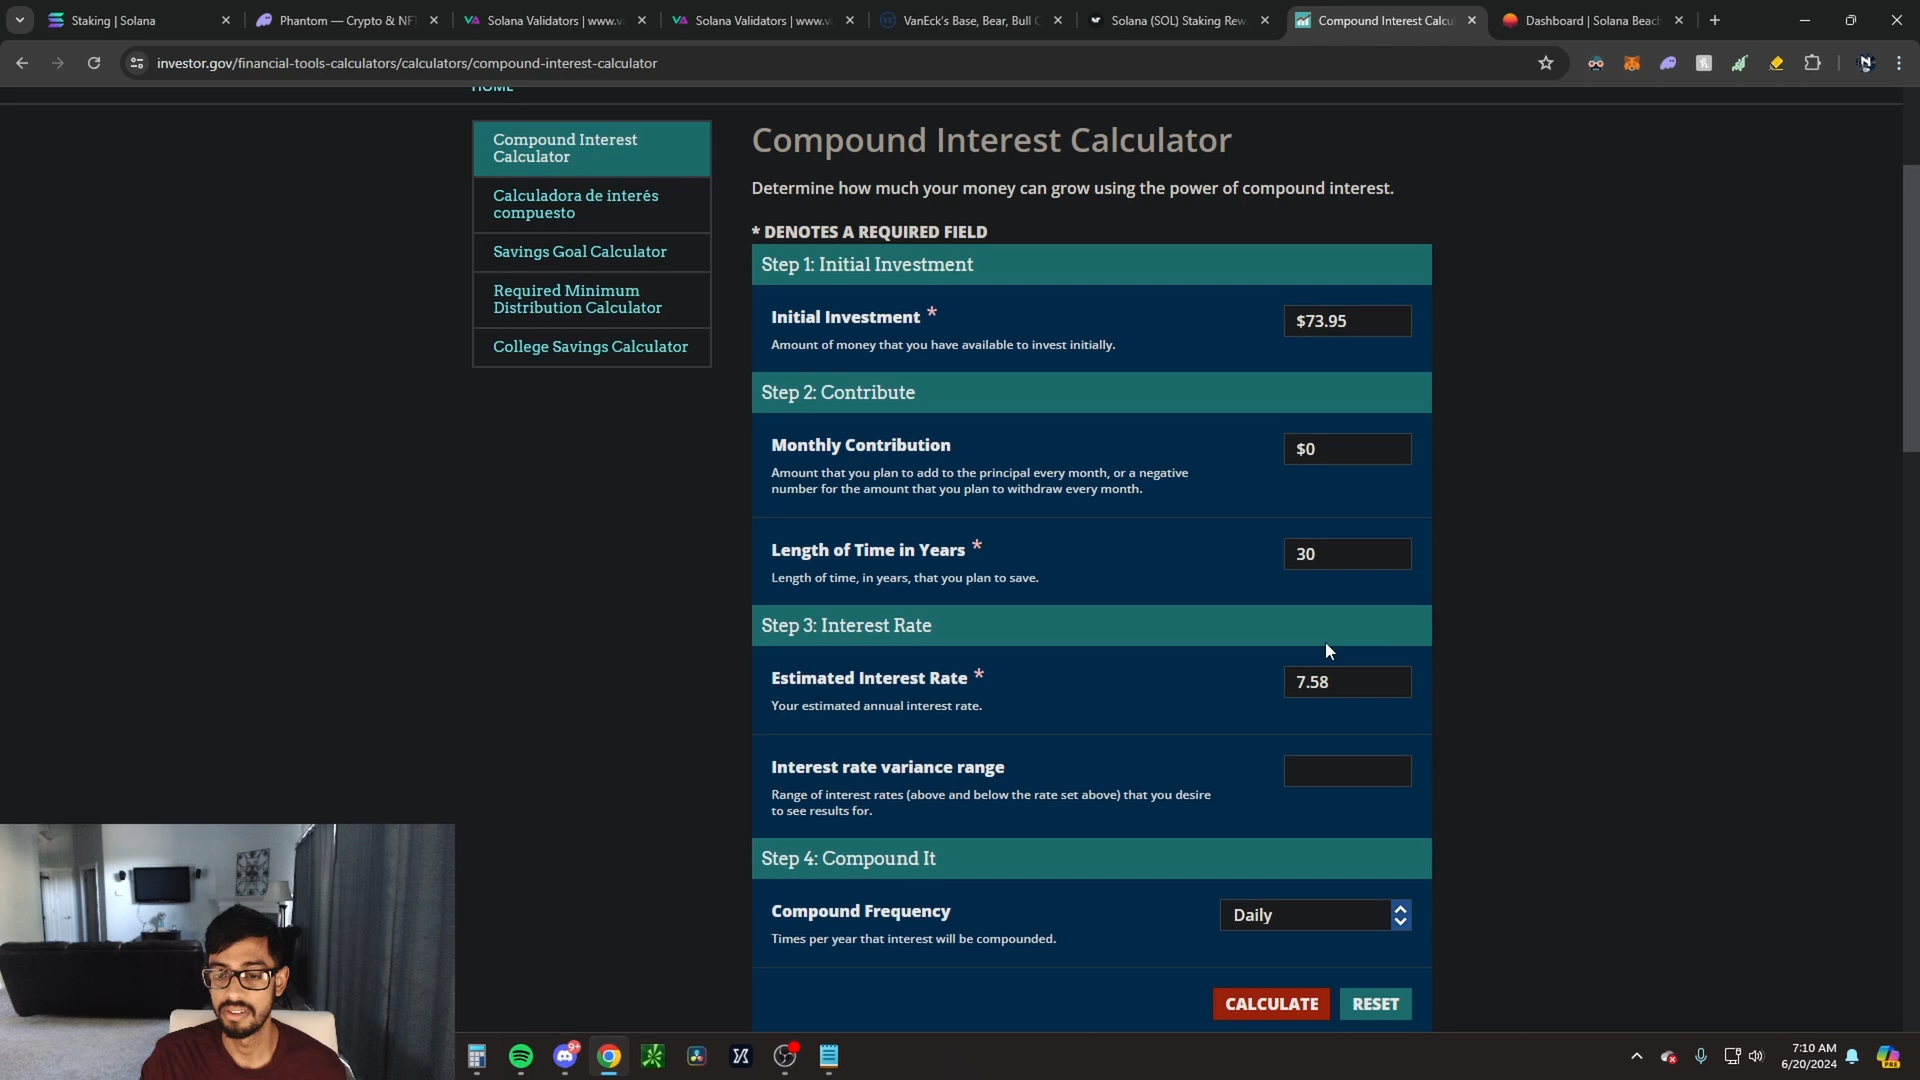 Staking | Solana
Phantom — Crypto & NF
Solana Validators | www.v
Solana Validators | www.v
VanEck's Base, Bear, Bull C
Solana (SOL) Staking Rew
Compound Interest Calcu
Dashboard | Solana Beach
investor.gov/financial-tools-calculators/calculators/compound-interest-calculator
HOME
Compound Interest
Calculator
Calculadora de interés
compuesto
Savings Goal Calculator
Required Minimum
Distribution Calculator
College Savings Calculator
Compound Interest Calculator
Determine how much your money can grow using the power of compound interest.
* DENOTES A REQUIRED FIELD
Step 1: Initial Investment
Initial Investment *
$73.95
Amount of money that you have available to invest initially.
Step 2: Contribute
Monthly Contribution
$0
Amount that you plan to add to the principal every month, or a negative
number for the amount that you plan to withdraw every month.
Length of Time in Years *
30
Length of time, in years, that you plan to save.
Step 3: Interest Rate
Estimated Interest Rate *
7.58
Your estimated annual interest rate.
Interest rate variance range
Range of interest rates (above and below the rate set above) that you desire
to see results for.
Step 4: Compound It
Compound Frequency
Daily
Times per year that interest will be compounded.
CALCULATE
RESET
9+
7:10 AM
6/20/2024
PRE